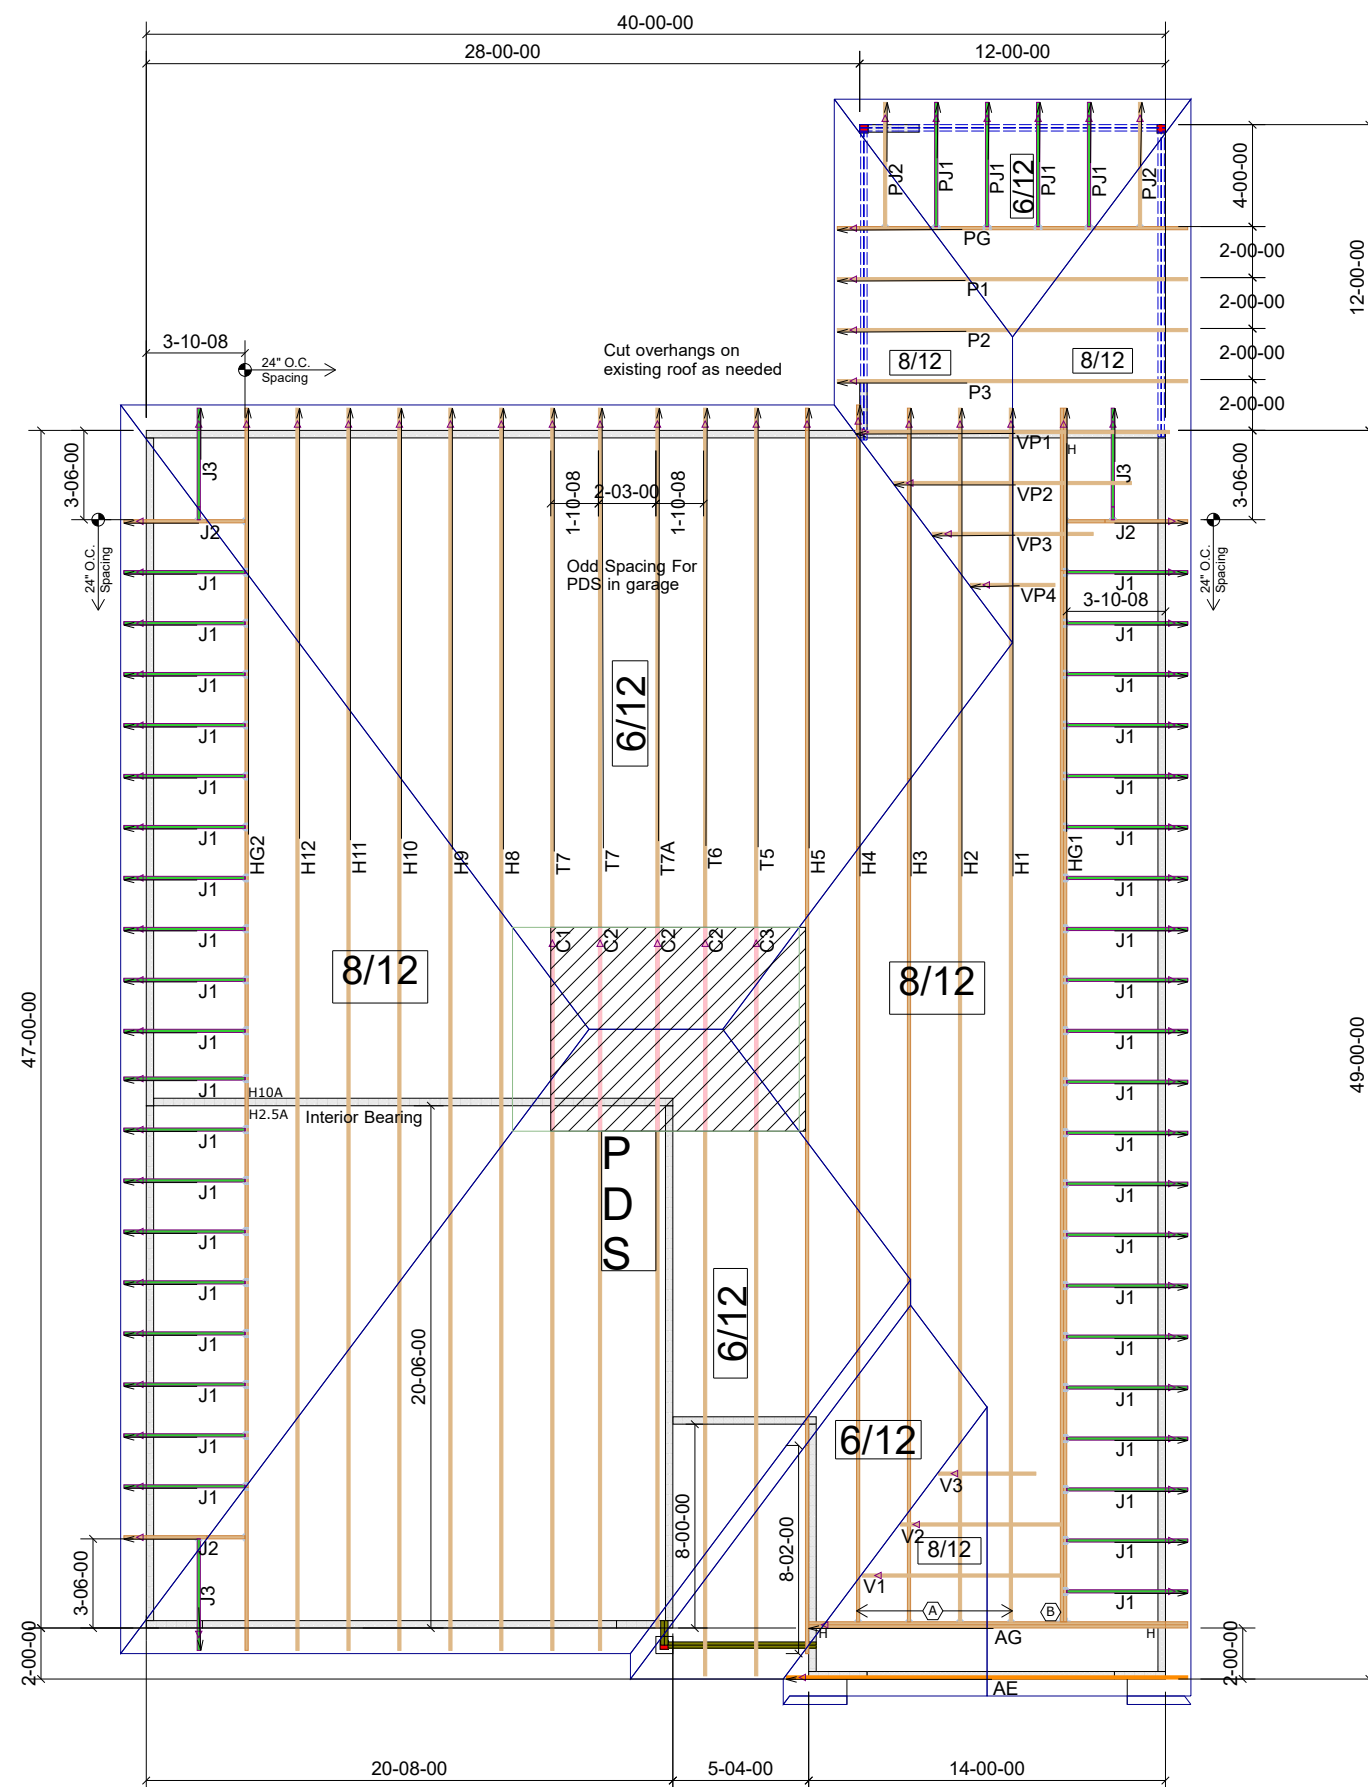 40-00-00
28-00-00
12-00-00
PJ2
PJ1
PJ1
PJ1
PJ1
PJ2
6/12
4-00-00
PG
2-00-00
P1
2-00-00
12-00-00
P2
2-00-00
8/12
8/12
P3
2-00-00
3-10-08
24" O.C.
Spacing
Cut overhangs on
existing roof as needed
VP1
H
3-06-00
J3
1-10-08
2-03-00
1-10-08
VP2
J3
3-06-00
J2
VP3
J2
24" O.C.
Spacing
Odd Spacing For
PDS in garage
24" O.C.
Spacing
J1
VP4
J1
3-10-08
J1
J1
J1
J1
6/12
J1
J1
J1
J1
J1
J1
HG2
H12
H11
H10
H9
H8
T7
T7
T7A
T6
T5
H5
H4
H3
H2
H1
HG1
J1
J1
C1
C2
C2
C2
C3
J1
J1
8/12
8/12
J1
J1
47-00-00
49-00-00
J1
J1
J1
J1
H10A
H2.5A
Interior Bearing
J1
J1
P
D
S
J1
J1
J1
J1
6/12
J1
J1
20-06-00
J1
J1
J1
J1
6/12
J1
J1
V3
J1
J1
8-00-00
8-02-00
V2
8/12
J2
J1
3-06-00
J3
V1
J1
A
B
2-00-00
H
AG
H
2-00-00
AE
20-08-00
5-04-00
14-00-00